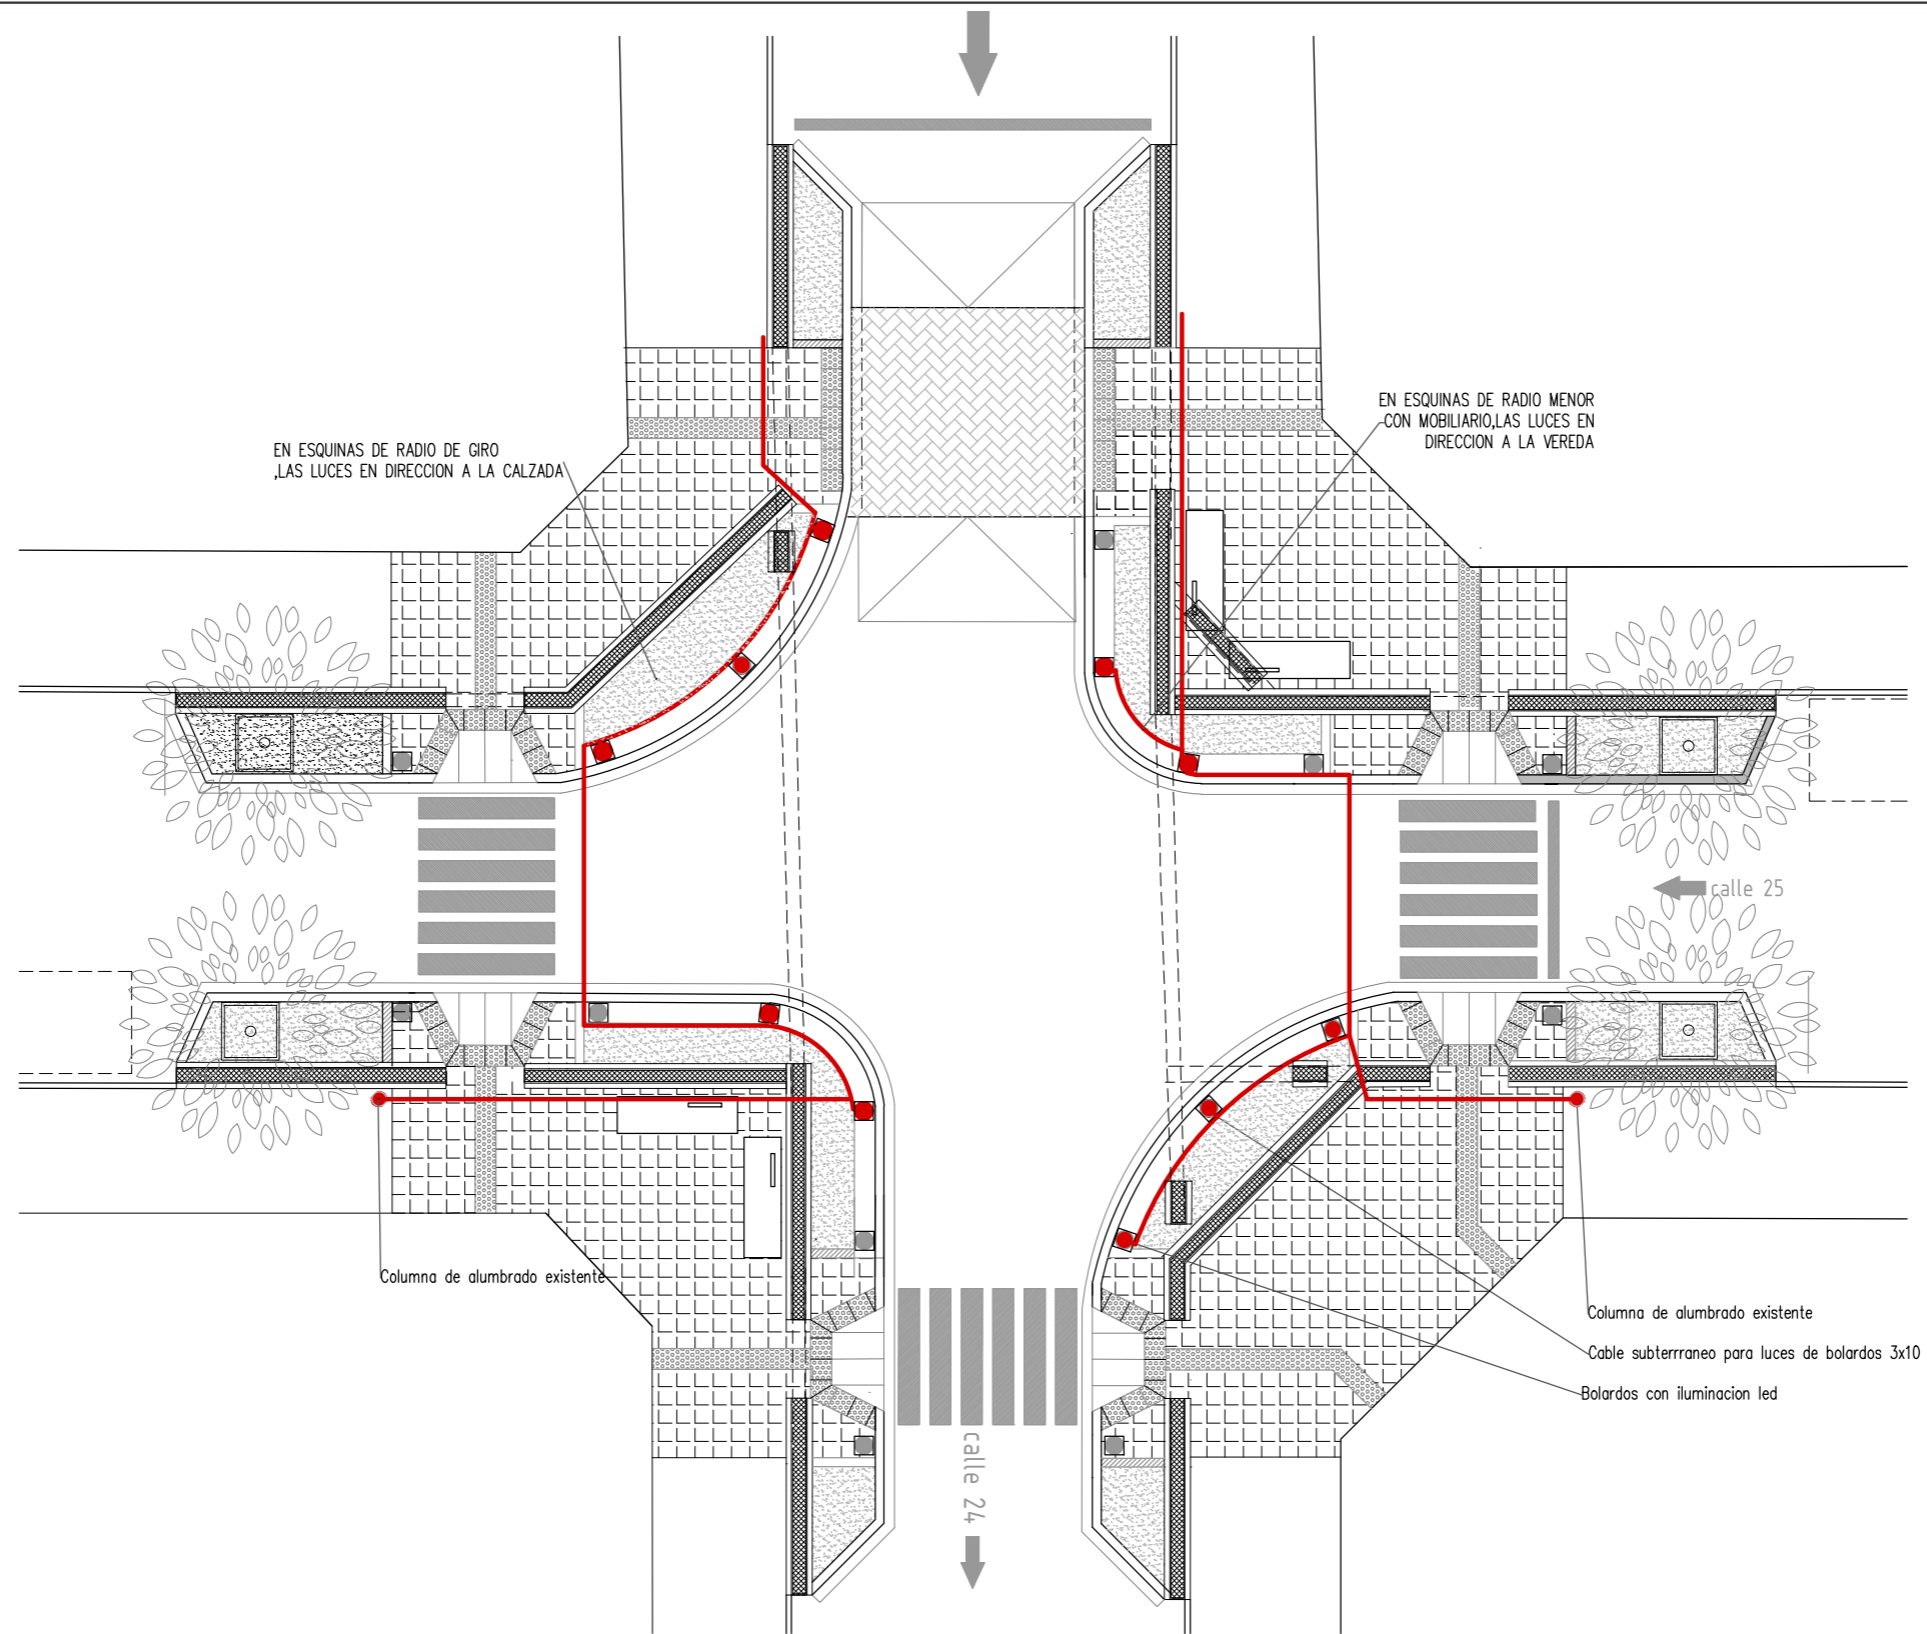 EN ESQUINAS DE RADIO MENOR
CON MOBILIARIO,LAS LUCES EN
DIRECCION A LA VEREDA
EN ESQUINAS DE RADIO DE GIRO
,LAS LUCES EN DIRECCION A LA CALZADA
calle 25
Columna de alumbrado existente
Columna de alumbrado existente
Cable subterrraneo para luces de bolardos 3x10
Bolardos con iluminacion led
calle 24